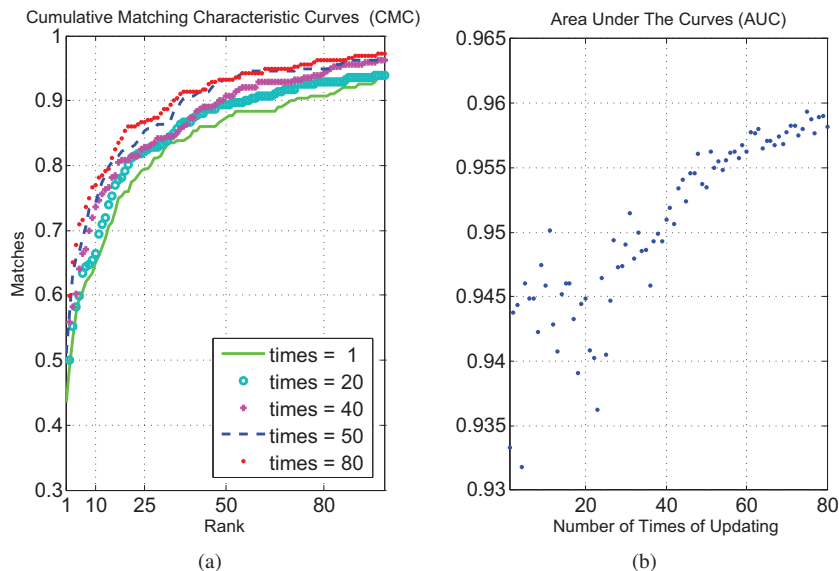 Cumulative Matching Characteristic Curves (CMC)
1
0.9
0.8
0.7
0.6
0.5
0.4
0.3
Matches
1 10 25 50 80
Rank
times = 1
times = 20
times = 40
times = 50
times = 80
(a)
Area Under The Curves (AUC)
0.965
0.96
0.955
0.95
0.945
0.94
0.935
0.93
20 40 60 80
Number of Times of Updating
(b)